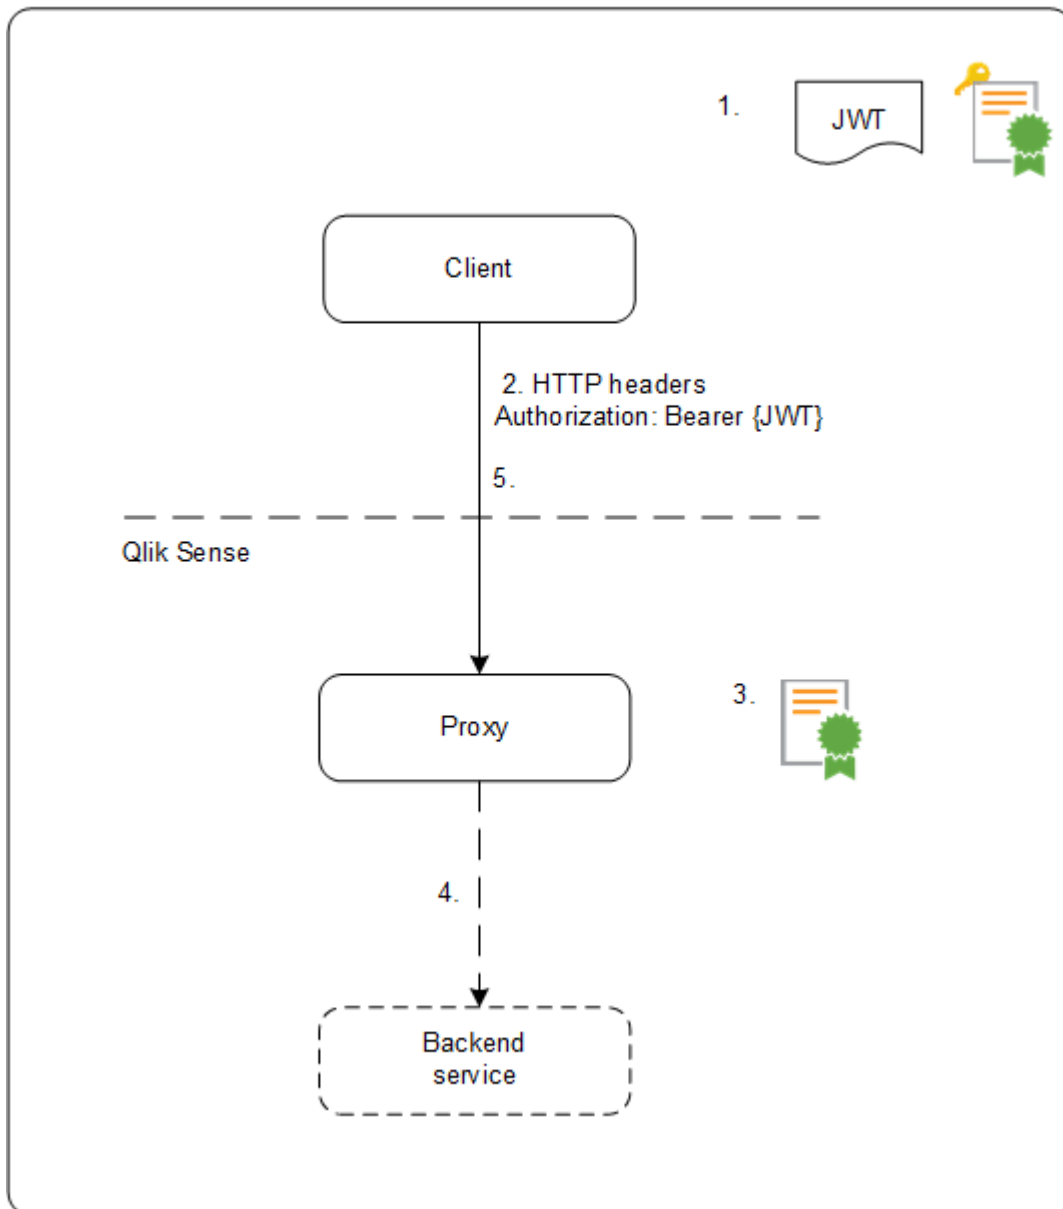 1.
JWT
Client
2. HTTP headers
Authorization: Bearer {JWT}
5.
Qlik Sense
Proxy
3.
4.
Backend
service